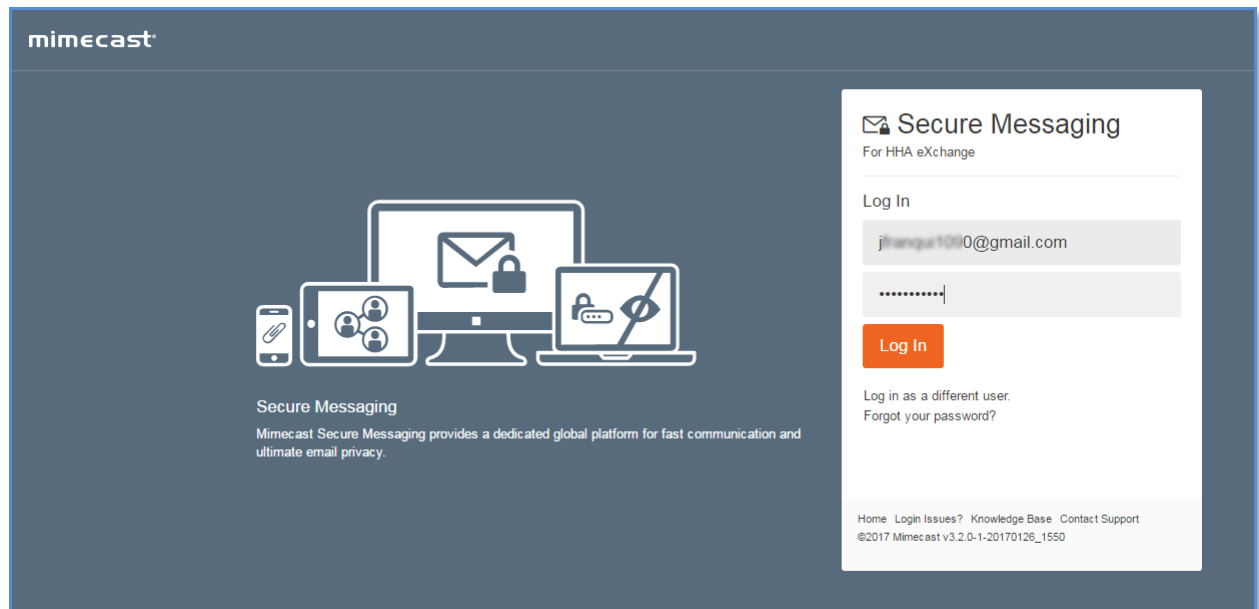 mimecast
Secure Messaging
For HHA eXchange
Log In
0@gmail.com
Log In
Log in as a different user.
Forgot your password?
Secure Messaging
Mimecast Secure Messaging provides a dedicated global platform for fast communication and
ultimate email privacy.
Home Login Issues? Knowledge Base Contact Support
©2017 Mimecast v3.2.0-1-20170126_1550